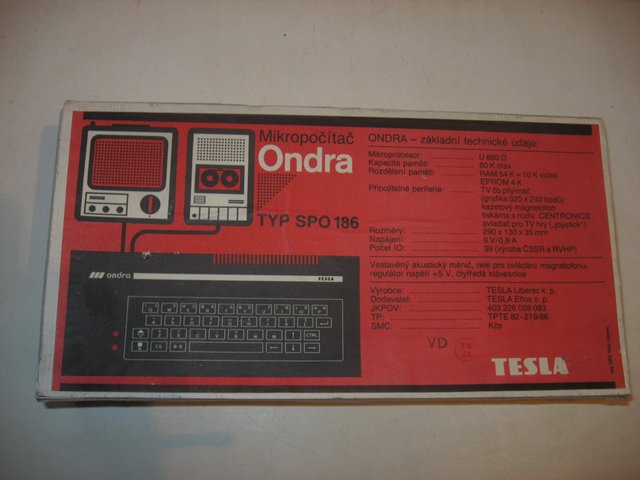 Mikropočítač
Ondra
TYP SPO 186
ondra
TESLA
CTRL
CS
ONDRA – základní technické údaje:
Mikroprocesor: U 880 D
Kapacita paměti: 80 K max
Rozdělení paměti: RAM 54 K + 10 K video
EPROM 4 K
Připojitelné periferie: TV čb přijímač
(grafika 320 x 240 bodů)
kazetový magnetofon
tiskárna s rozhr. CENTRONICS
ovladač pro TV hry („joystick")
Rozměry: 290 x 130 x 35 mm
Napájení: 9 V/0,8 A
Počet IO: 39 (výroba ČSSR a RVHP)
Vestavěný akustický měnič, relé pro ovládání magnetofonu,
regulátor napětí +5 V, čtyřřadá klávesnice
Výrobce: TESLA Liberec k. p.
Dodavatel: TESLA Eltos o. p.
JKPOV: 403 226 028 083
TP: TPTE 82-219/86
SMC: Kčs
VD
TESLA